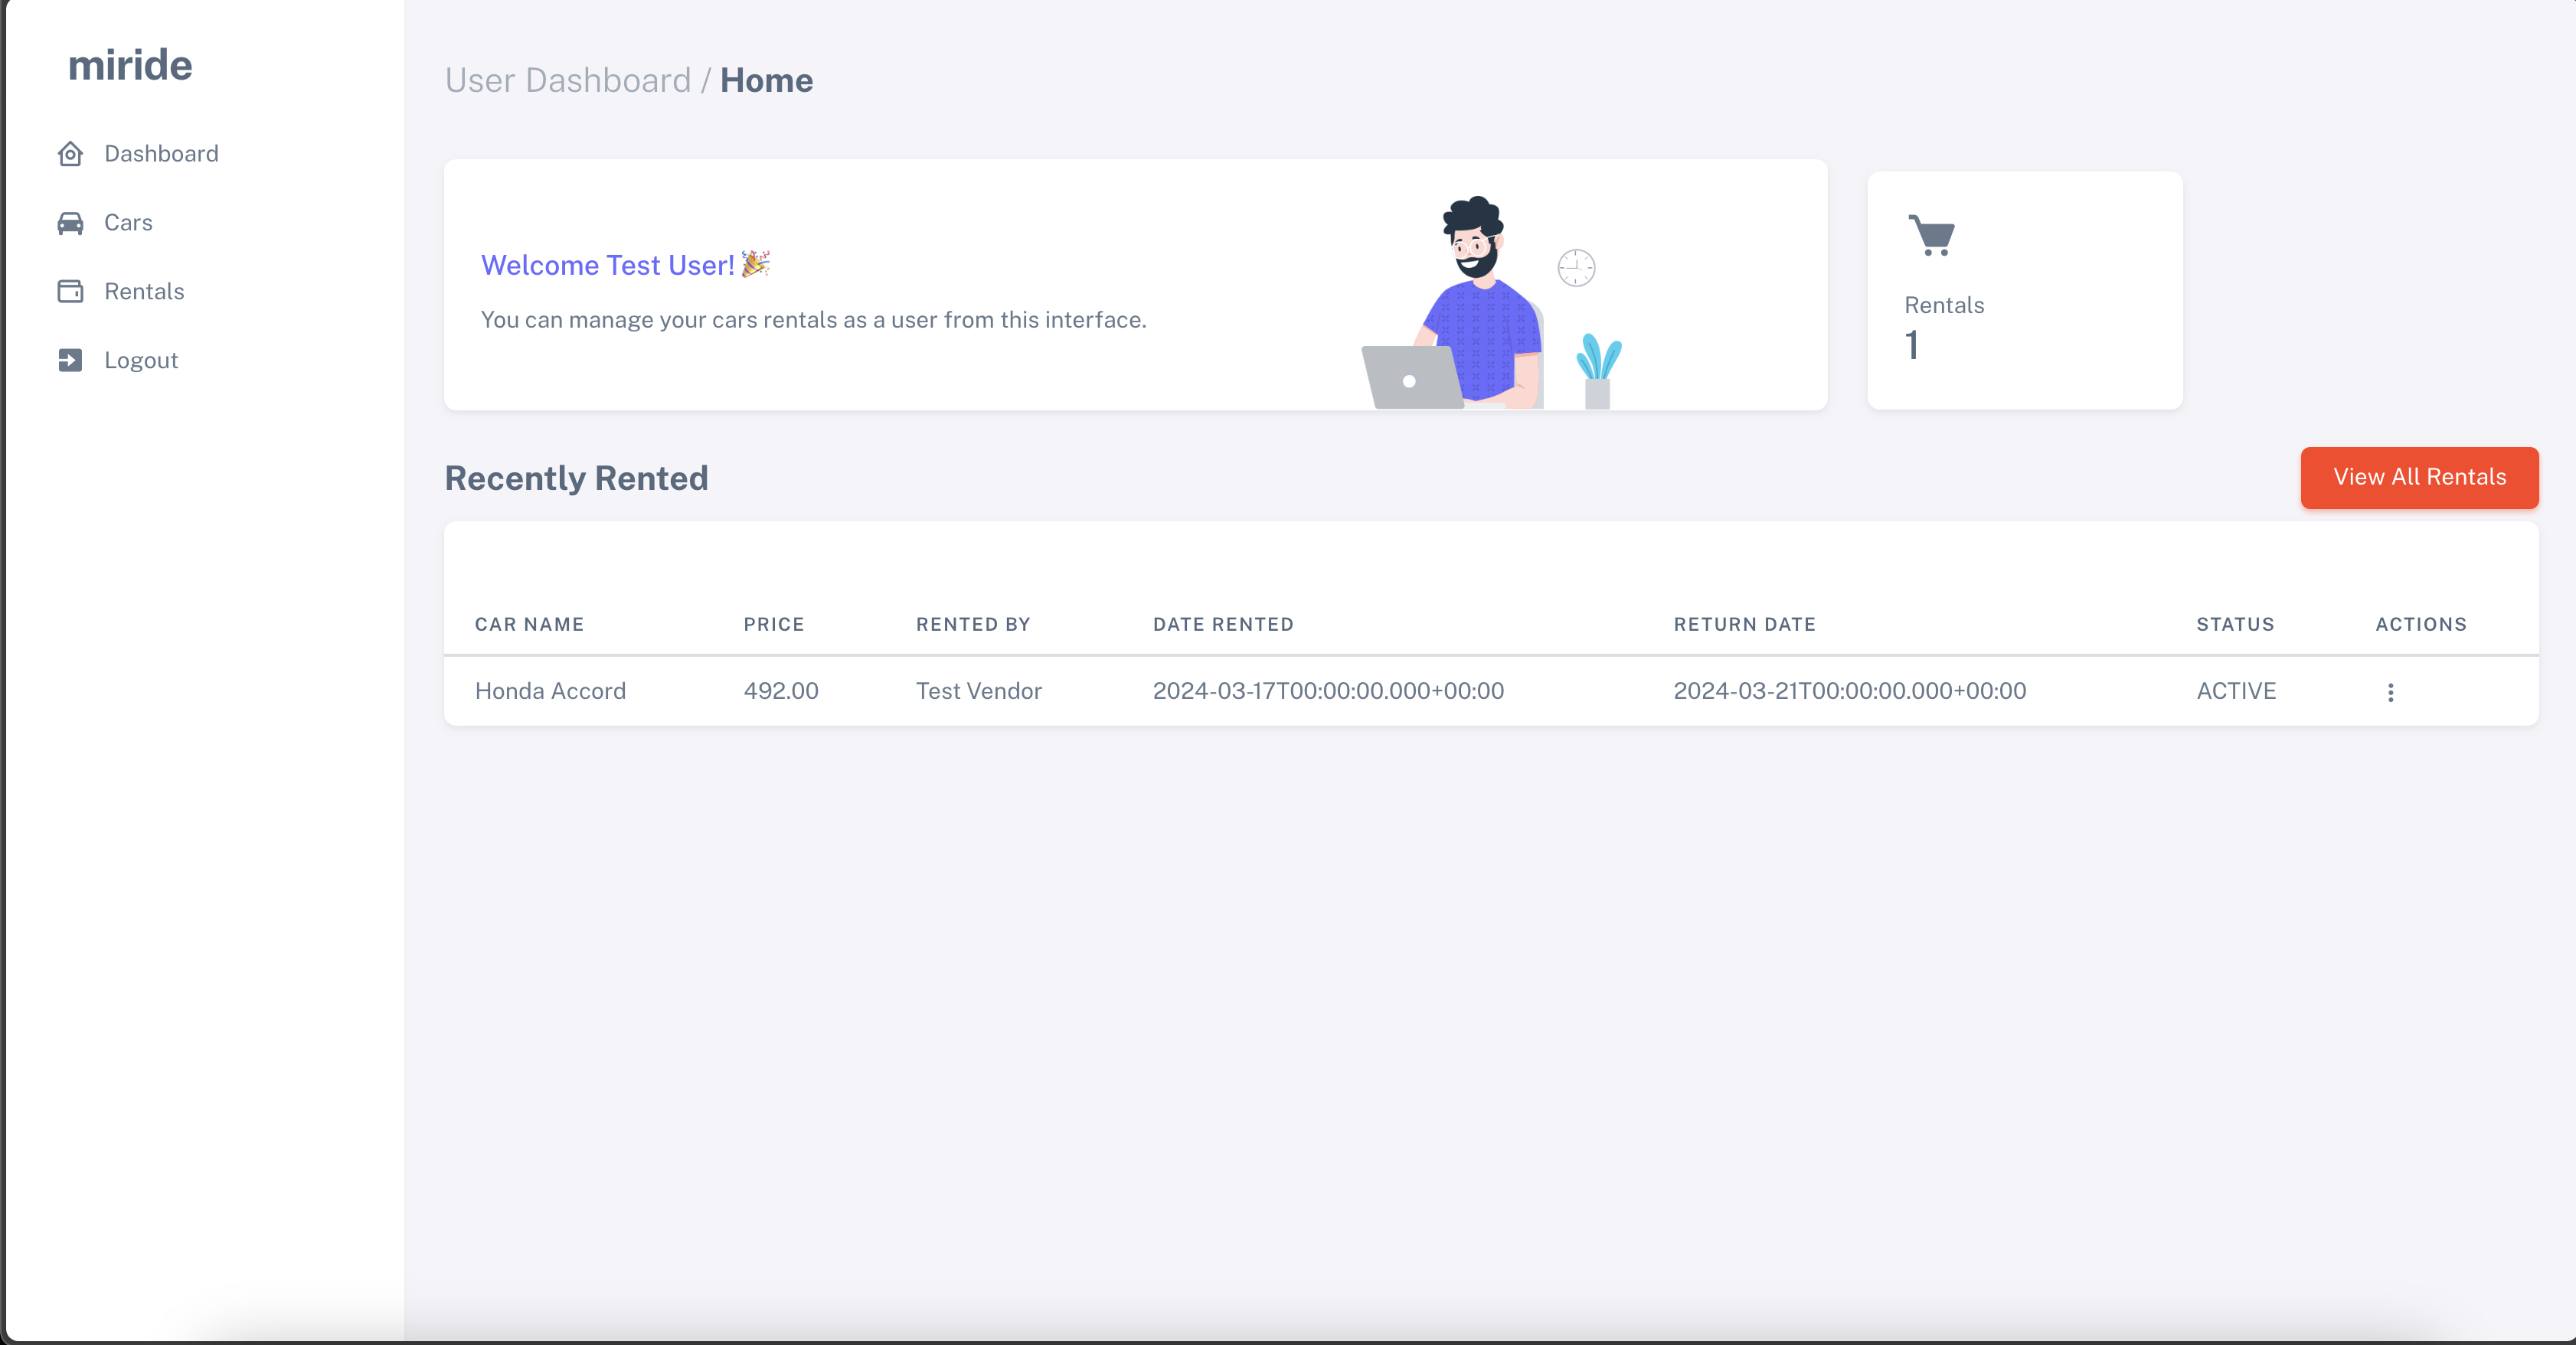 miride
Dashboard
Cars
Rentals
Logout
User Dashboard / Home
Welcome Test User! 🎉
You can manage your cars rentals as a user from this interface.
Rentals
1
Recently Rented
View All Rentals
CAR NAME PRICE RENTED BY DATE RENTED RETURN DATE STATUS ACTIONS
Honda Accord 492.00 Test Vendor 2024-03-17T00:00:00.000+00:00 2024-03-21T00:00:00.000+00:00 ACTIVE